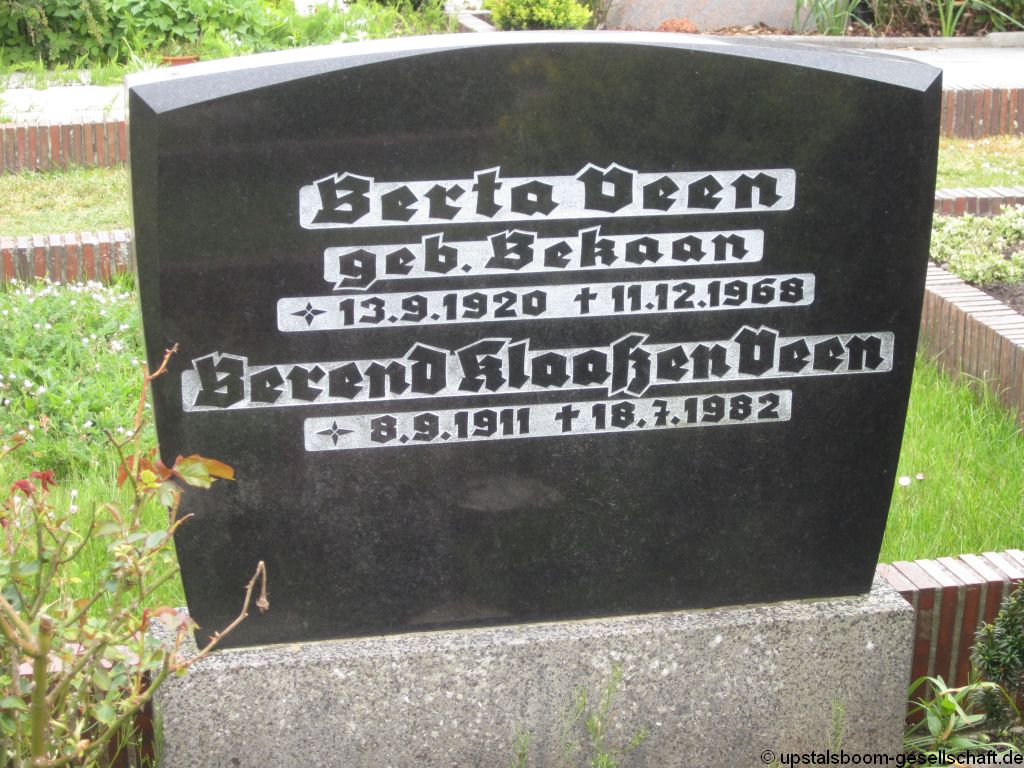 Berta Veen
geb. Bekaan
✧ 13.9.1920 † 11.12.1968
Berend Klaaßen Veen
✧ 8.9.1911 † 18.7.1982
© upstalsboom-gesellschaft.de